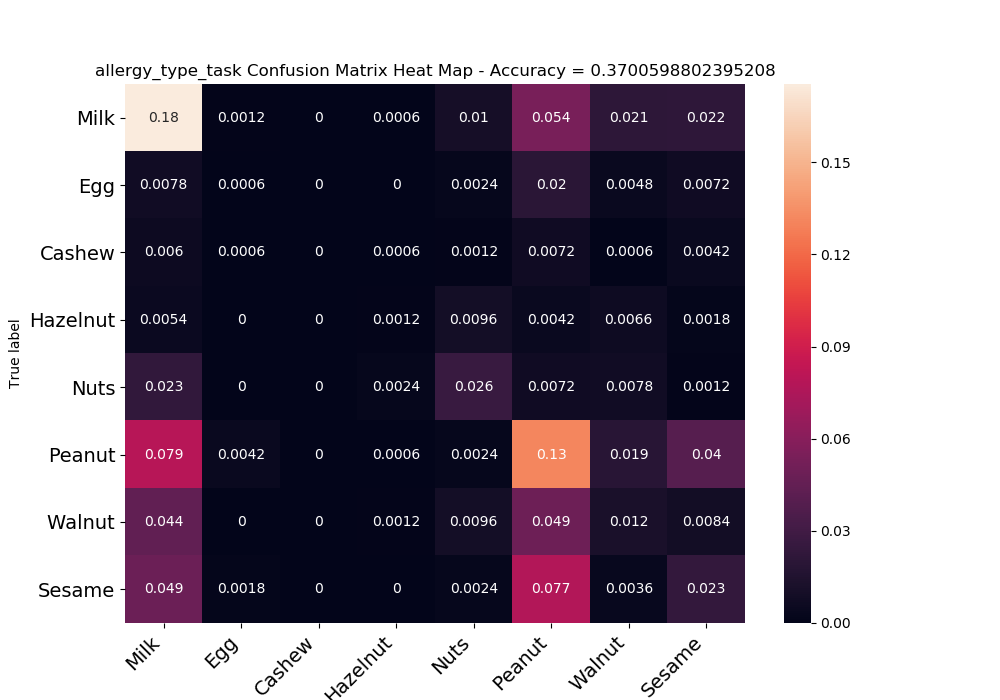 allergy_type_task Confusion Matrix Heat Map - Accuracy = 0.3700598802395208
Milk 0.18 0.0012 0 0.0006 0.01 0.054 0.021 0.022
Egg 0.0078 0.0006 0 0 0.0024 0.02 0.0048 0.0072
Cashew 0.006 0.0006 0 0.0006 0.0012 0.0072 0.0006 0.0042
Hazelnut 0.0054 0 0 0.0012 0.0096 0.0042 0.0066 0.0018
Nuts 0.023 0 0 0.0024 0.026 0.0072 0.0078 0.0012
Peanut 0.079 0.0042 0 0.0006 0.0024 0.13 0.019 0.04
Walnut 0.044 0 0 0.0012 0.0096 0.049 0.012 0.0084
Sesame 0.049 0.0018 0 0 0.0024 0.077 0.0036 0.023
True label
Milk Egg Cashew Hazelnut Nuts Peanut Walnut Sesame
0.15
0.12
0.09
0.06
0.03
0.00